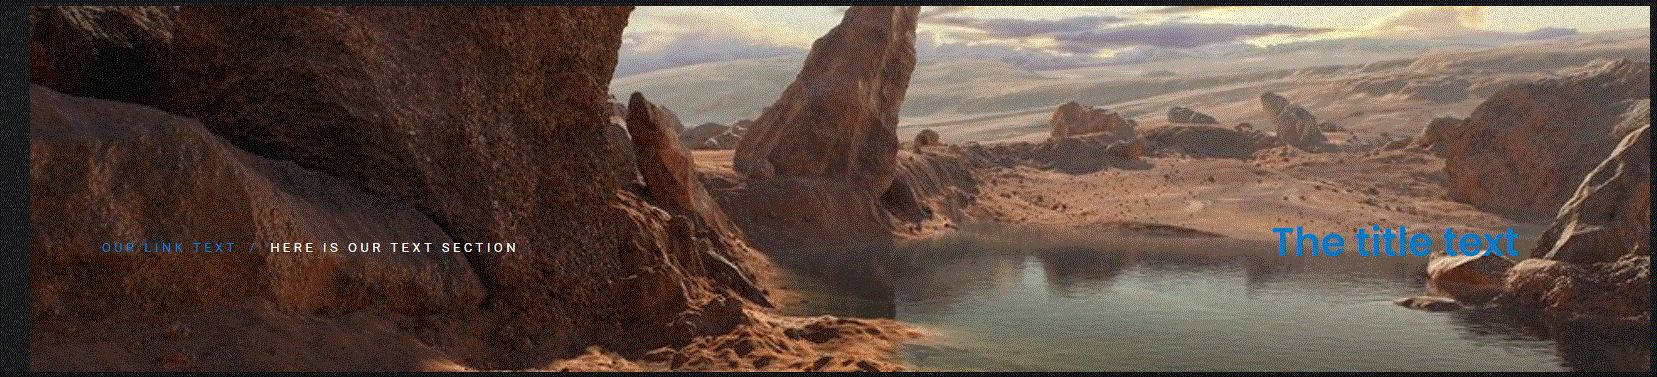 OUR LINK TEXT / HERE IS OUR TEXT SECTION
The title text